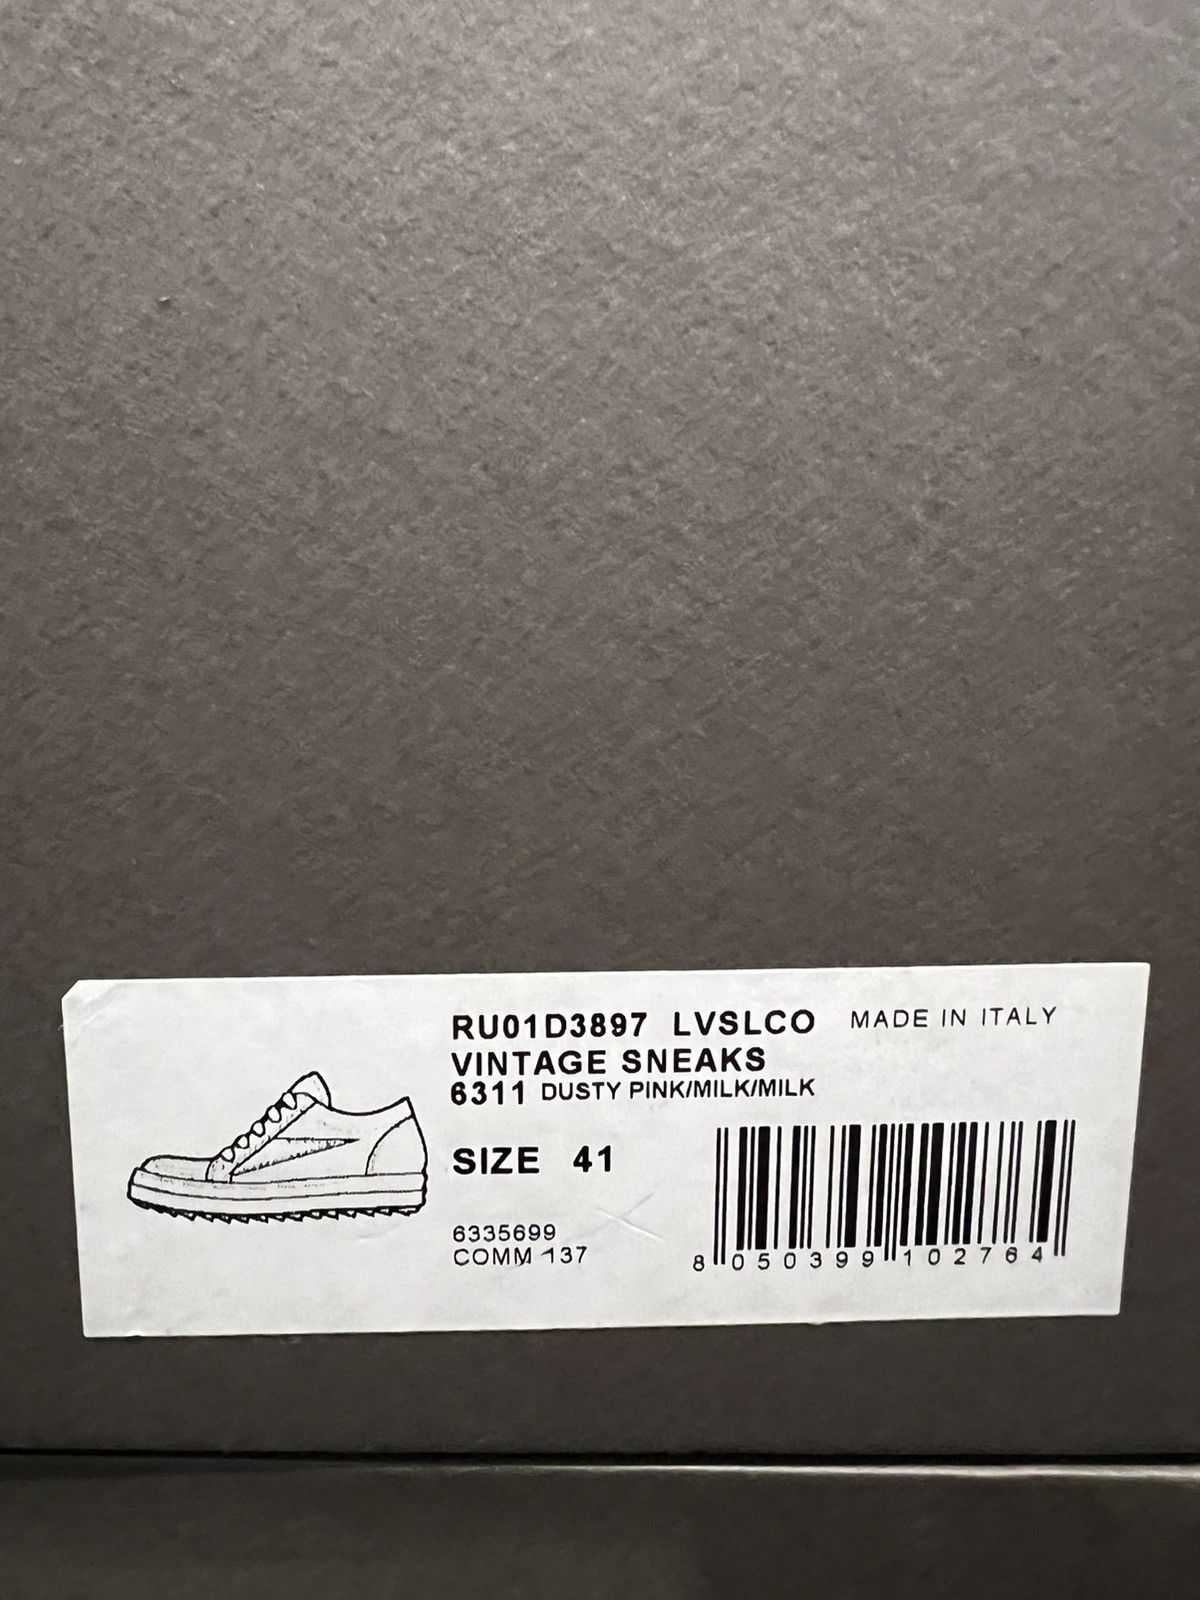 RU01D3897 LVSLCO MADE IN ITALY
VINTAGE SNEAKS
6311 DUSTY PINK/MILK/MILK
SIZE 41
6335699
COMM 137
8 050399 102764